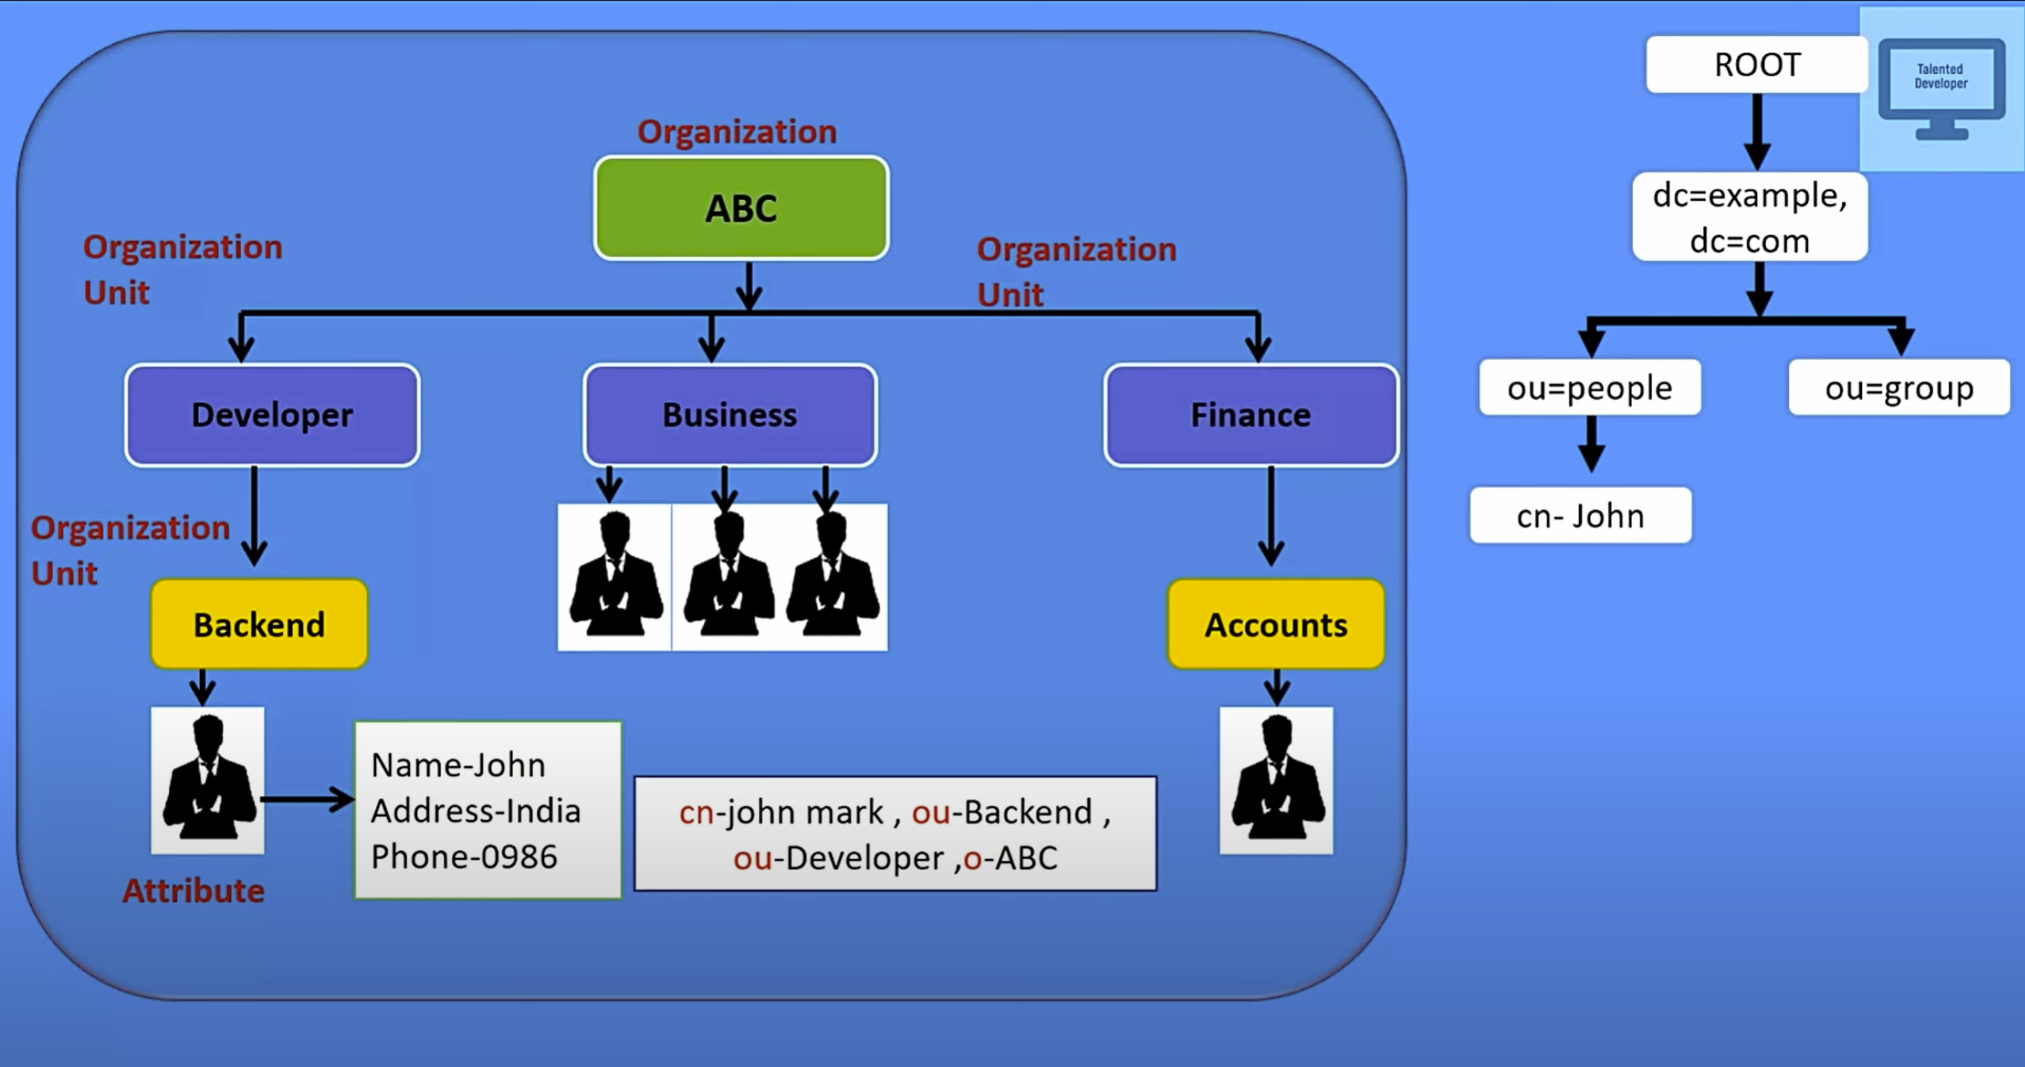 Organization
ABC
Organization
Unit
Organization
Unit
Developer
Business
Finance
Organization
Unit
Backend
Accounts
Name-John
Address-India
Phone-0986
cn-john mark , ou-Backend ,
ou-Developer ,o-ABC
Attribute
ROOT
Talented
Developer
dc=example,
dc=com
ou=people
ou=group
cn- John